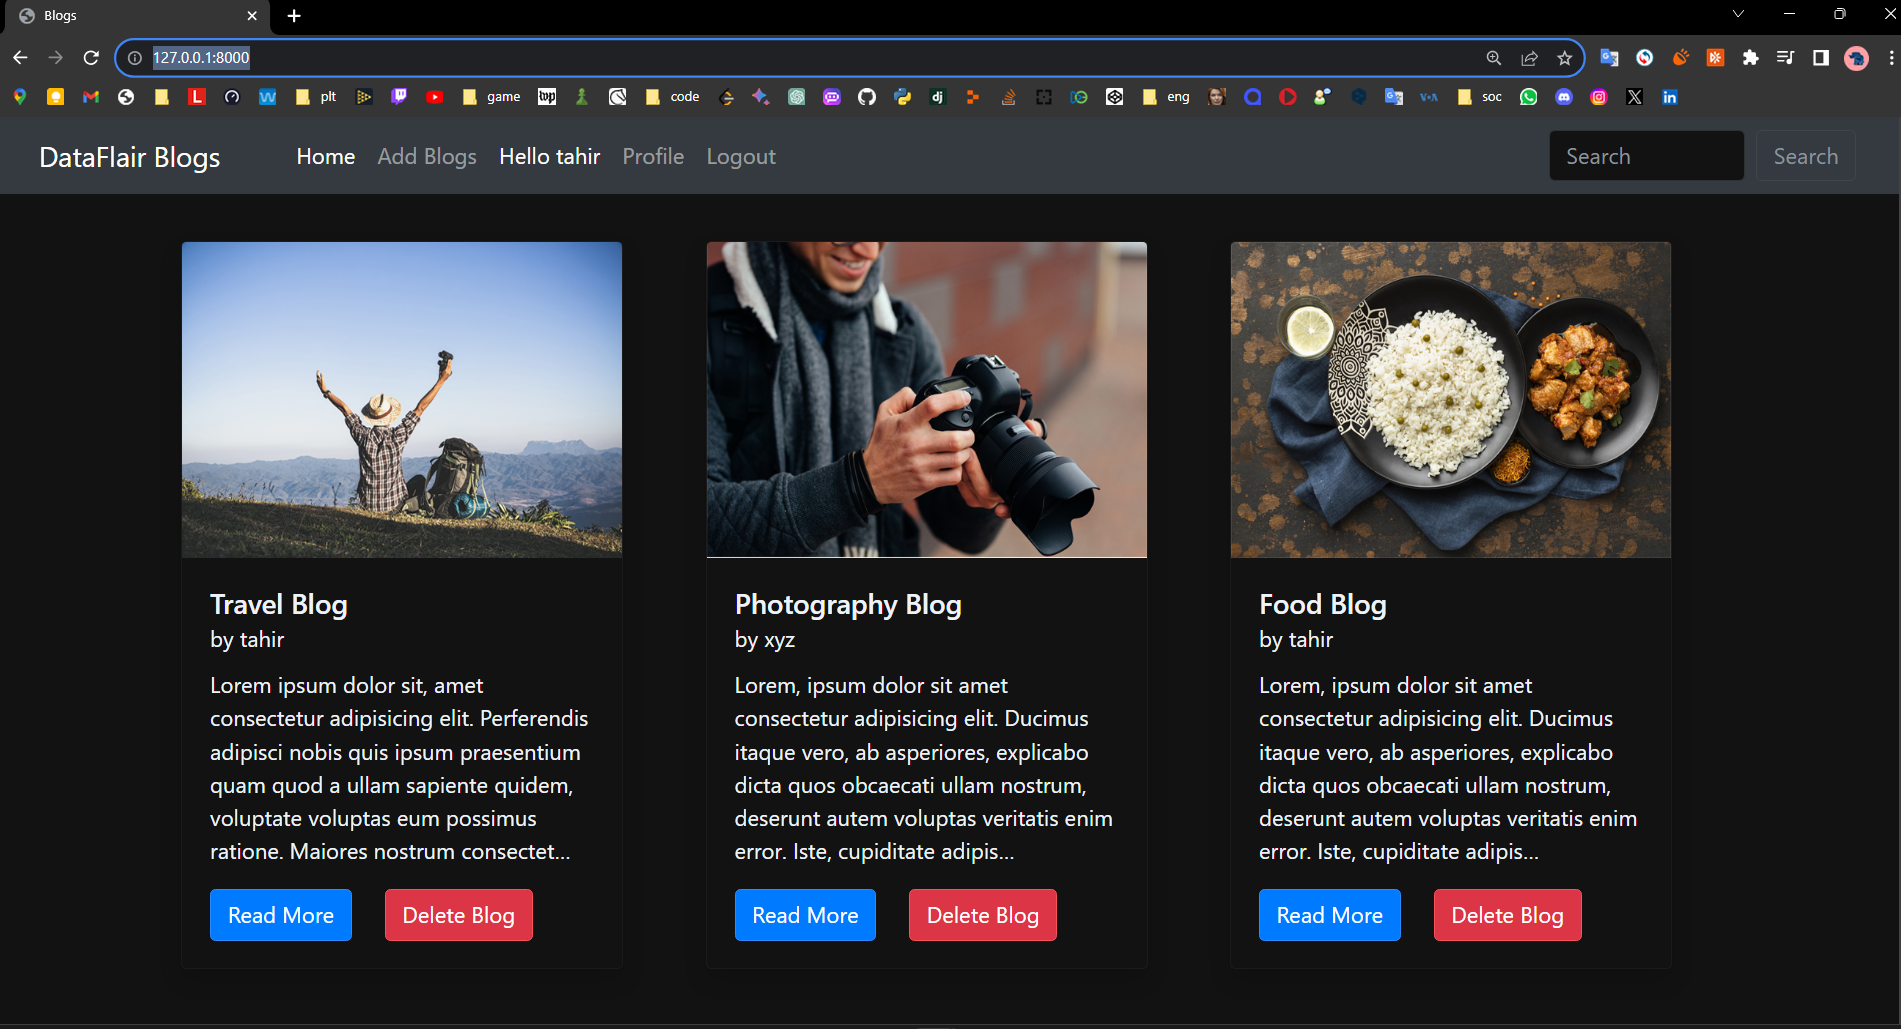 Blogs
127.0.0.1:8000
L
W
plt
game
wp
code
dj
eng
VOA
soc
X
in
DataFlair Blogs
Home
Add Blogs
Hello tahir
Profile
Logout
Search
Search
Travel Blog
by tahir
Lorem ipsum dolor sit, amet
consectetur adipisicing elit. Perferendis
adipisci nobis quis ipsum praesentium
quam quod a ullam sapiente quidem,
voluptate voluptas eum possimus
ratione. Maiores nostrum consectet...
Read More
Delete Blog
Photography Blog
by xyz
Lorem, ipsum dolor sit amet
consectetur adipisicing elit. Ducimus
itaque vero, ab asperiores, explicabo
dicta quos obcaecati ullam nostrum,
deserunt autem voluptas veritatis enim
error. Iste, cupiditate adipis...
Read More
Delete Blog
Food Blog
by tahir
Lorem, ipsum dolor sit amet
consectetur adipisicing elit. Ducimus
itaque vero, ab asperiores, explicabo
dicta quos obcaecati ullam nostrum,
deserunt autem voluptas veritatis enim
error. Iste, cupiditate adipis...
Read More
Delete Blog